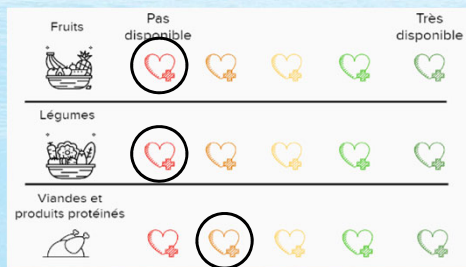 Fruits
Pas disponible
Très disponible
Légumes
Viandes et
produits protéinés